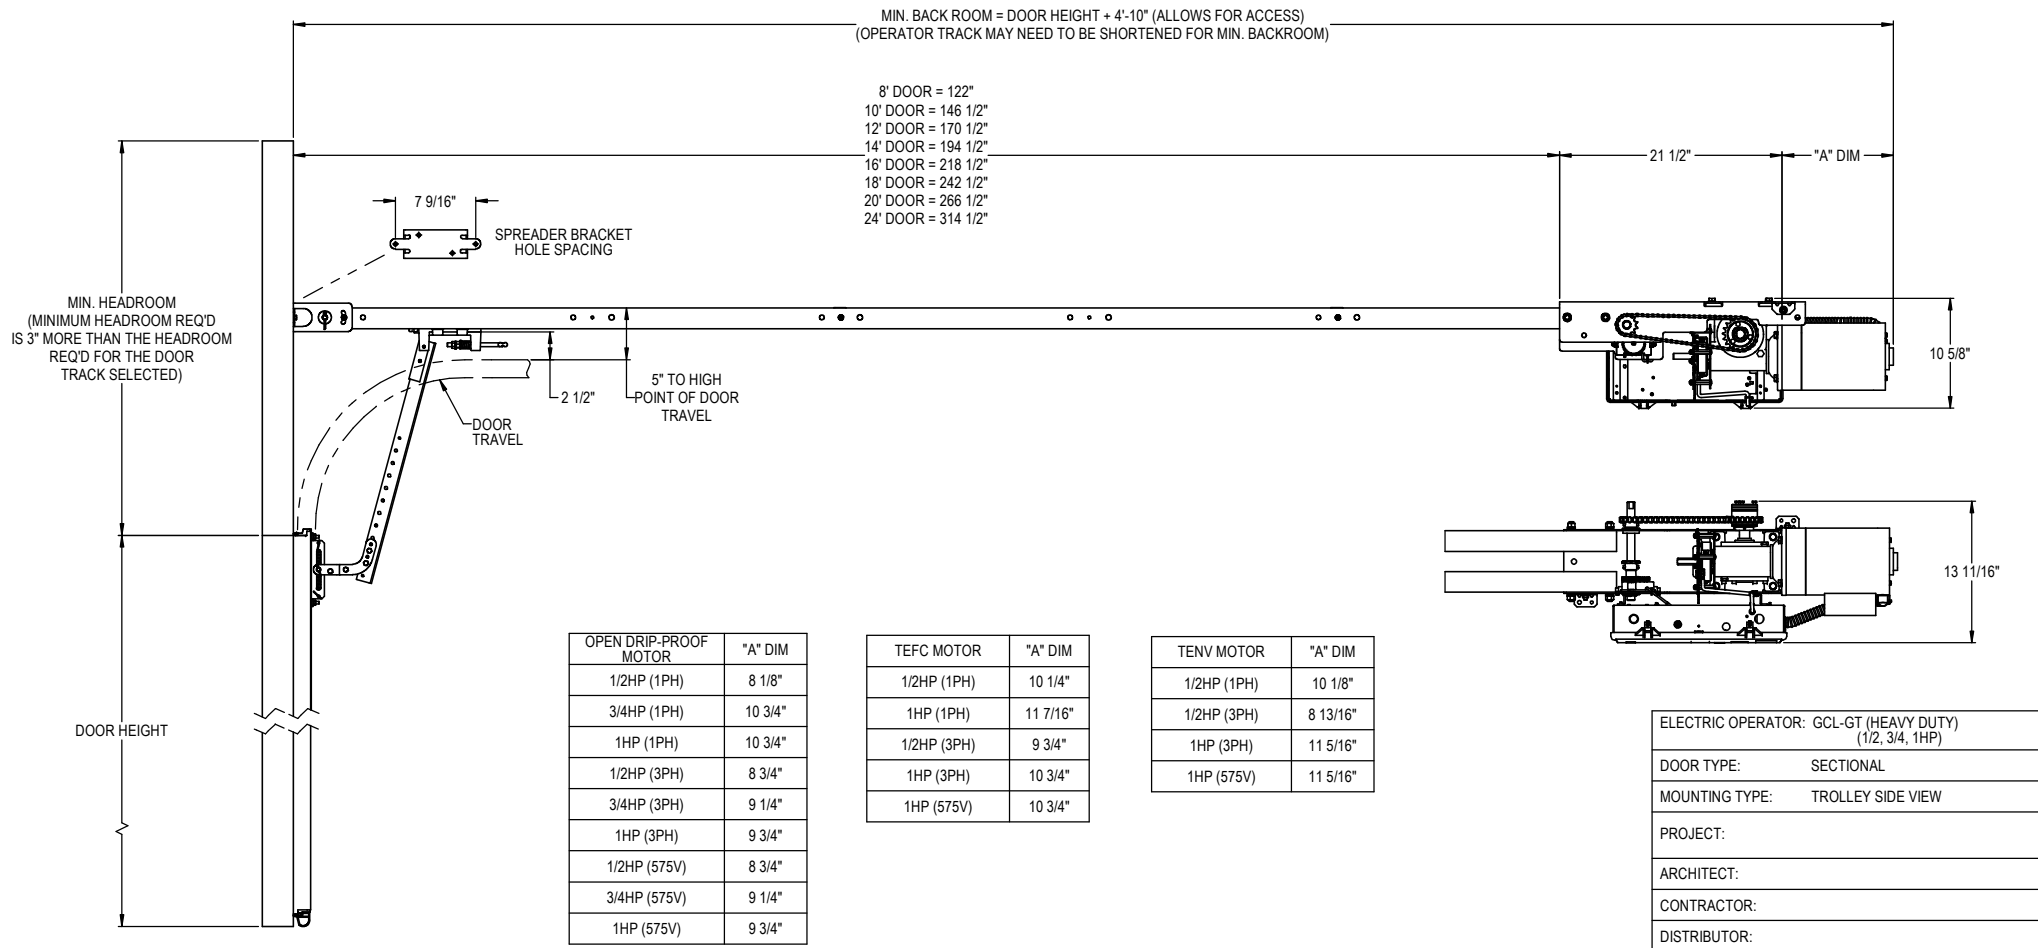 MIN. BACK ROOM = DOOR HEIGHT + 4'-10" (ALLOWS FOR ACCESS)
(OPERATOR TRACK MAY NEED TO BE SHORTENED FOR MIN. BACKROOM)
8' DOOR = 122"
10' DOOR = 146 1/2"
12' DOOR = 170 1/2"
14' DOOR = 194 1/2"
16' DOOR = 218 1/2"
18' DOOR = 242 1/2"
20' DOOR = 266 1/2"
24' DOOR = 314 1/2"
21 1/2"
"A" DIM
7 9/16"
SPREADER BRACKET
HOLE SPACING
MIN. HEADROOM
(MINIMUM HEADROOM REQ'D
IS 3" MORE THAN THE HEADROOM
REQ'D FOR THE DOOR
TRACK SELECTED)
2 1/2"
5" TO HIGH
POINT OF DOOR
TRAVEL
DOOR
TRAVEL
10 5/8"
13 11/16"
DOOR HEIGHT
OPEN DRIP-PROOF
MOTOR
"A" DIM
1/2HP (1PH) 8 1/8"
3/4HP (1PH) 10 3/4"
1HP (1PH) 10 3/4"
1/2HP (3PH) 8 3/4"
3/4HP (3PH) 9 1/4"
1HP (3PH) 9 3/4"
1/2HP (575V) 8 3/4"
3/4HP (575V) 9 1/4"
1HP (575V) 9 3/4"
TEFC MOTOR "A" DIM
1/2HP (1PH) 10 1/4"
1HP (1PH) 11 7/16"
1/2HP (3PH) 9 3/4"
1HP (3PH) 10 3/4"
1HP (575V) 10 3/4"
TENV MOTOR "A" DIM
1/2HP (1PH) 10 1/8"
1/2HP (3PH) 8 13/16"
1HP (3PH) 11 5/16"
1HP (575V) 11 5/16"
ELECTRIC OPERATOR: GCL-GT (HEAVY DUTY)
(1/2, 3/4, 1HP)
DOOR TYPE: SECTIONAL
MOUNTING TYPE: TROLLEY SIDE VIEW
PROJECT:
ARCHITECT:
CONTRACTOR:
DISTRIBUTOR: